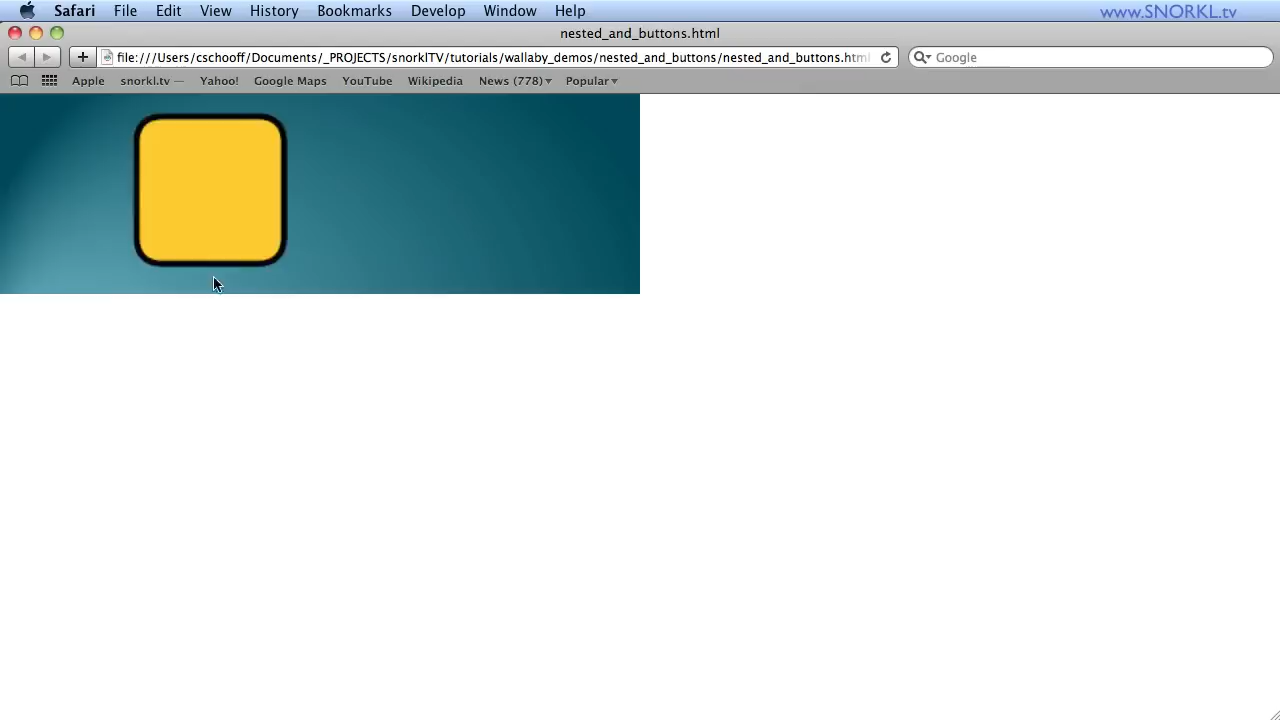 Safari File Edit View History Bookmarks Develop Window Help www.SNORKL.tv
nested_and_buttons.html
file:///Users/cschooff/Documents/_PROJECTS/snorklTV/tutorials/wallaby_demos/nested_and_buttons/nested_and_buttons.html Google
Apple snorkl.tv — Yahoo! Google Maps YouTube Wikipedia News (778)▾ Popular▾